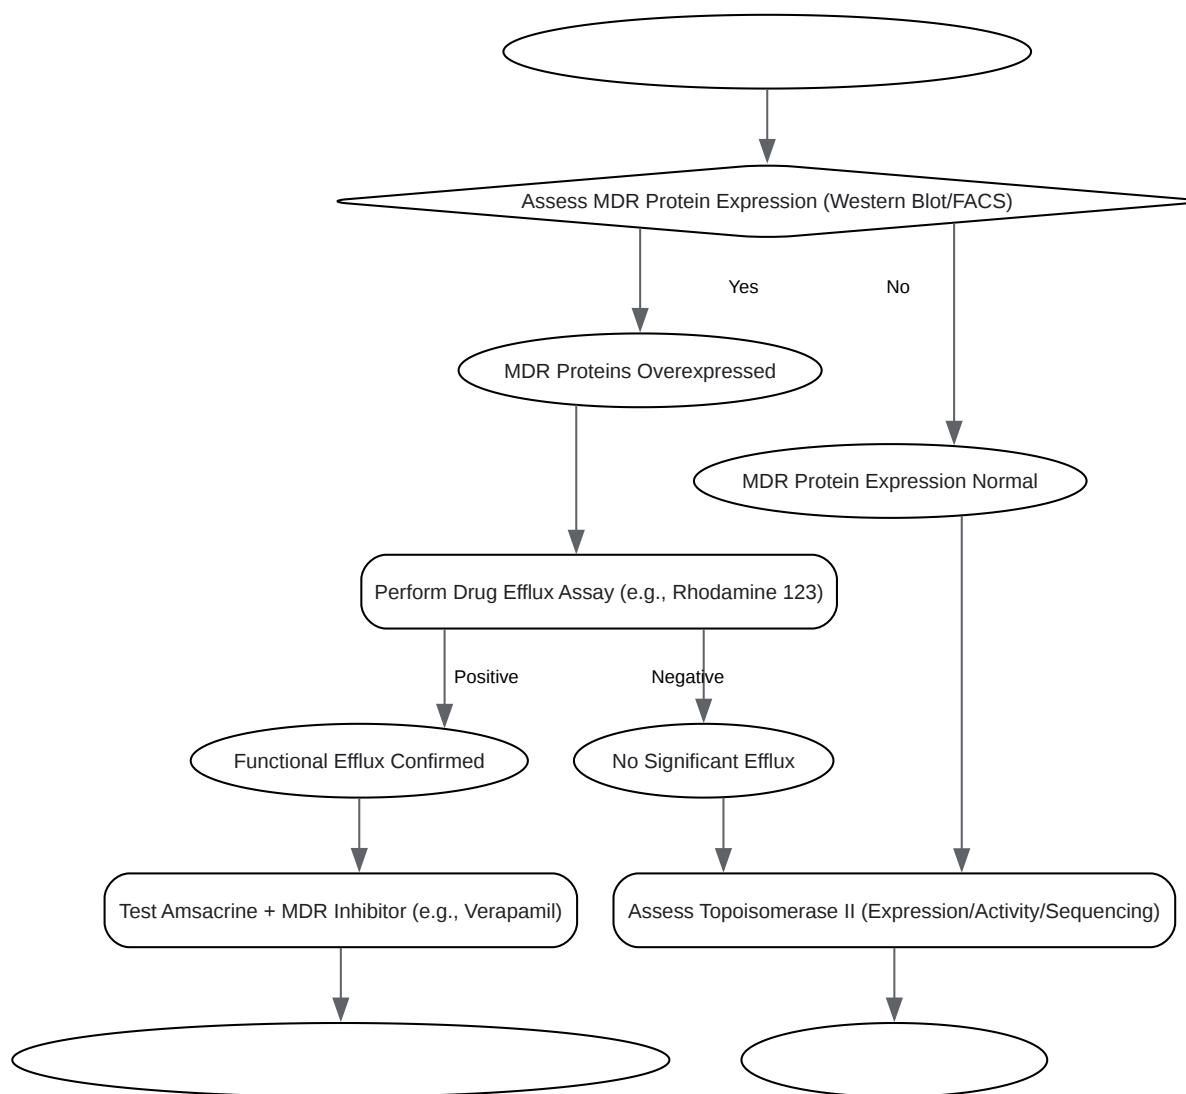 Assess MDR Protein Expression (Western Blot/FACS)
Yes
No
MDR Proteins Overexpressed
MDR Protein Expression Normal
Perform Drug Efflux Assay (e.g., Rhodamine 123)
Positive
Negative
Functional Efflux Confirmed
No Significant Efflux
Test Amsacrine + MDR Inhibitor (e.g., Verapamil)
Assess Topoisomerase II (Expression/Activity/Sequencing)